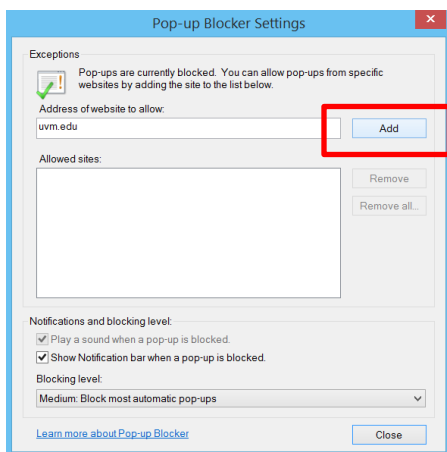 Pop-up Blocker Settings
Exceptions
Pop-ups are currently blocked. You can allow pop-ups from specific
websites by adding the site to the list below.
Address of website to allow:
uvm.edu
Add
Allowed sites:
Remove
Remove all...
Notifications and blocking level:
Play a sound when a pop-up is blocked.
Show Notification bar when a pop-up is blocked.
Blocking level:
Medium: Block most automatic pop-ups
Learn more about Pop-up Blocker
Close